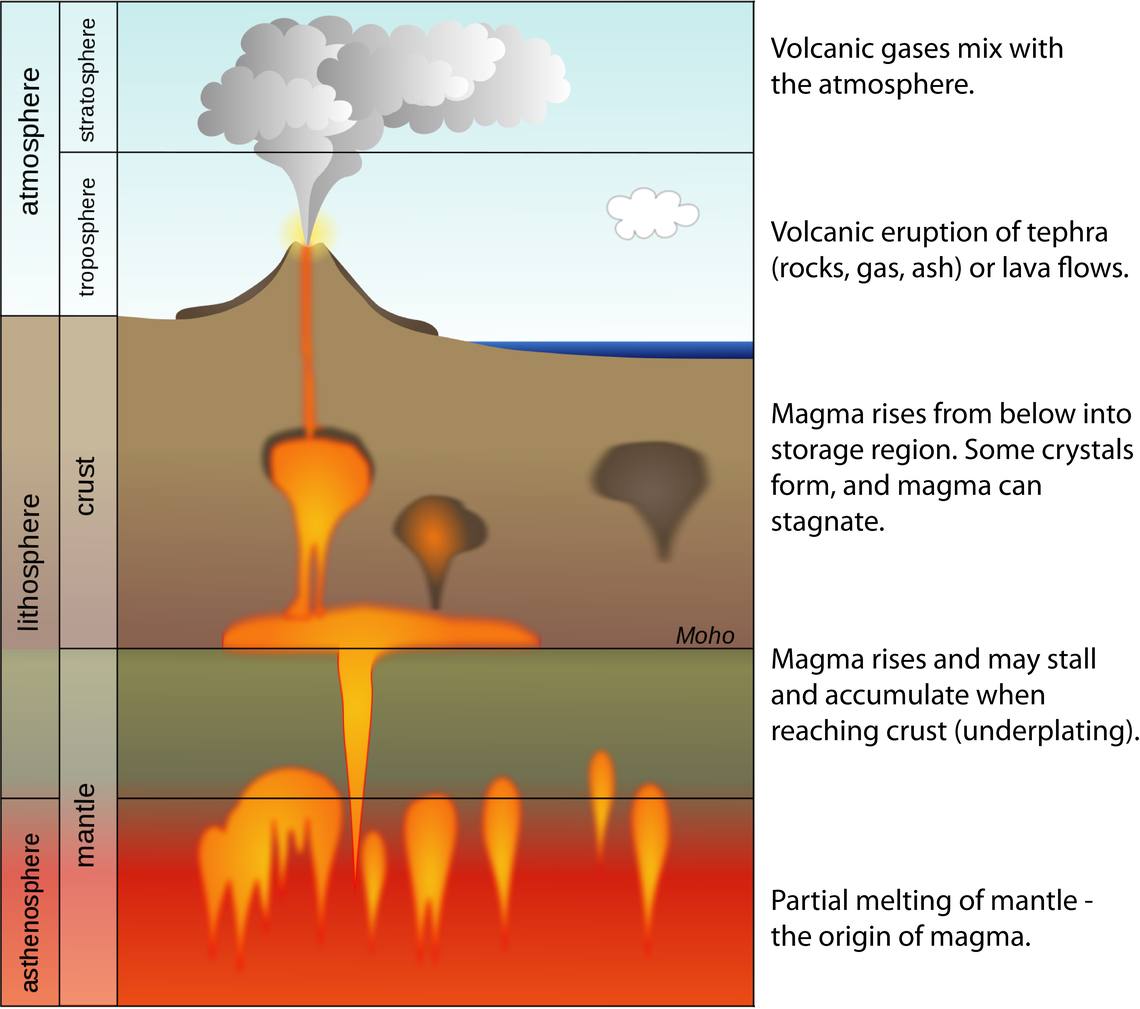 atmosphere
stratosphere
troposphere
lithosphere
crust
asthenosphere
mantle
Moho
Volcanic gases mix with
the atmosphere.
Volcanic eruption of tephra
(rocks, gas, ash) or lava flows.
Magma rises from below into
storage region. Some crystals
form, and magma can
stagnate.
Magma rises and may stall
and accumulate when
reaching crust (underplating).
Partial melting of mantle -
the origin of magma.